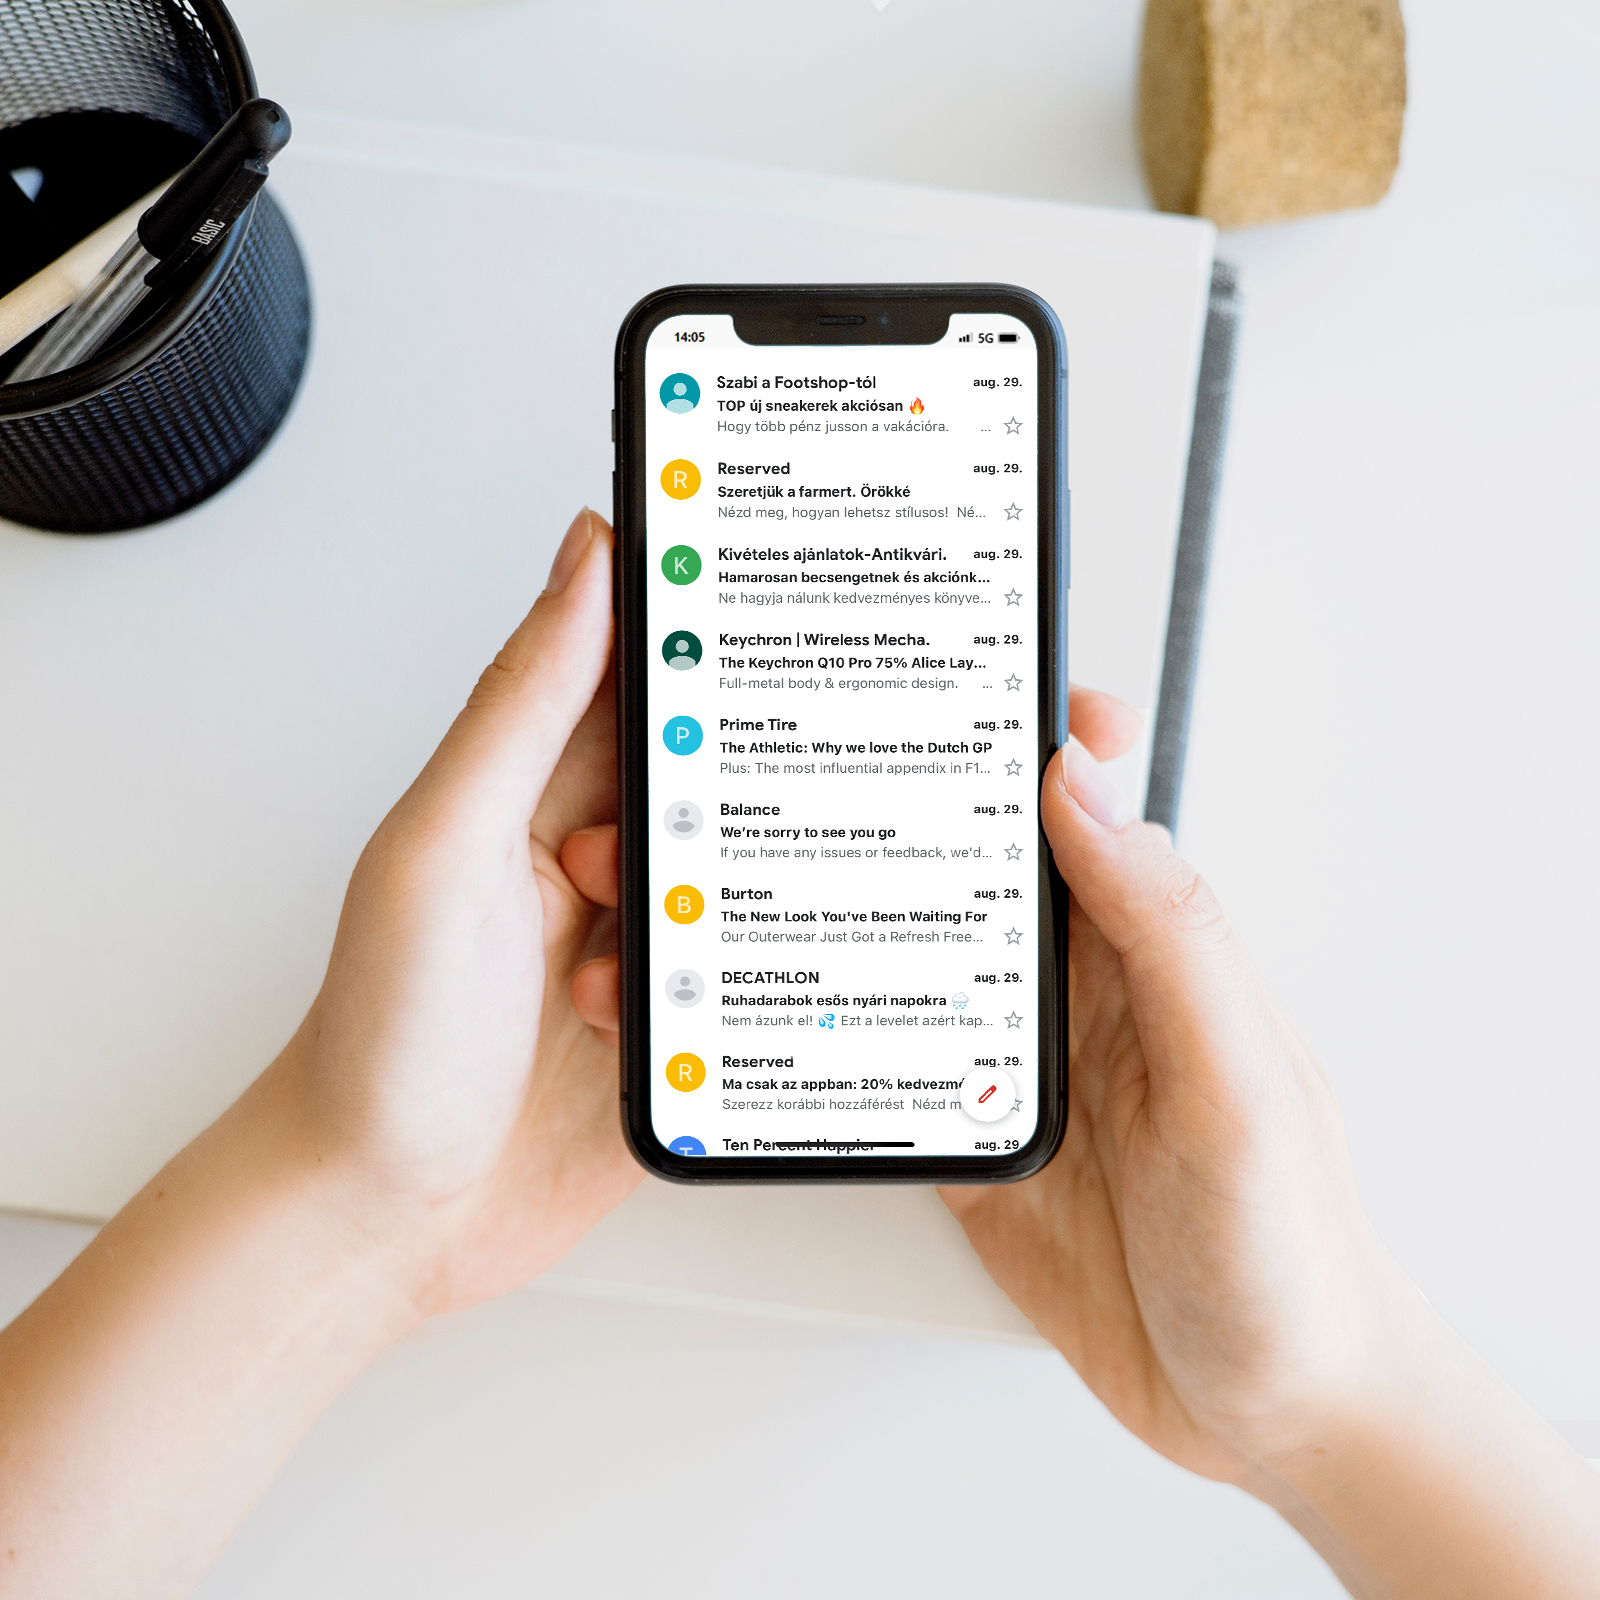 BASIC
14:05
5G
Szabi a Footshop-tól aug. 29.
TOP új sneakerek akciósan 🔥
Hogy több pénz jusson a vakációra. ...
R
Reserved aug. 29.
Szeretjük a farmert. Örökké
Nézd meg, hogyan lehetsz stílusos! Né...
K
Kivételes ajánlatok-Antikvári. aug. 29.
Hamarosan becsengetnek és akciónk...
Ne hagyja nálunk kedvezményes könyve...
Keychron | Wireless Mecha. aug. 29.
The Keychron Q10 Pro 75% Alice Lay...
Full-metal body & ergonomic design. ...
P
Prime Tire aug. 29.
The Athletic: Why we love the Dutch GP
Plus: The most influential appendix in F1...
Balance aug. 29.
We're sorry to see you go
If you have any issues or feedback, we'd...
B
Burton aug. 29.
The New Look You've Been Waiting For
Our Outerwear Just Got a Refresh Free...
DECATHLON aug. 29.
Ruhadarabok esős nyári napokra 🌧️
Nem ázunk el! 💦 Ezt a levelet azért kap...
R
Reserved aug. 29.
Ma csak az appban: 20% kedvezmé
Szerezz korábbi hozzáférést Nézd m
T
Ten Percent Happier aug. 29.